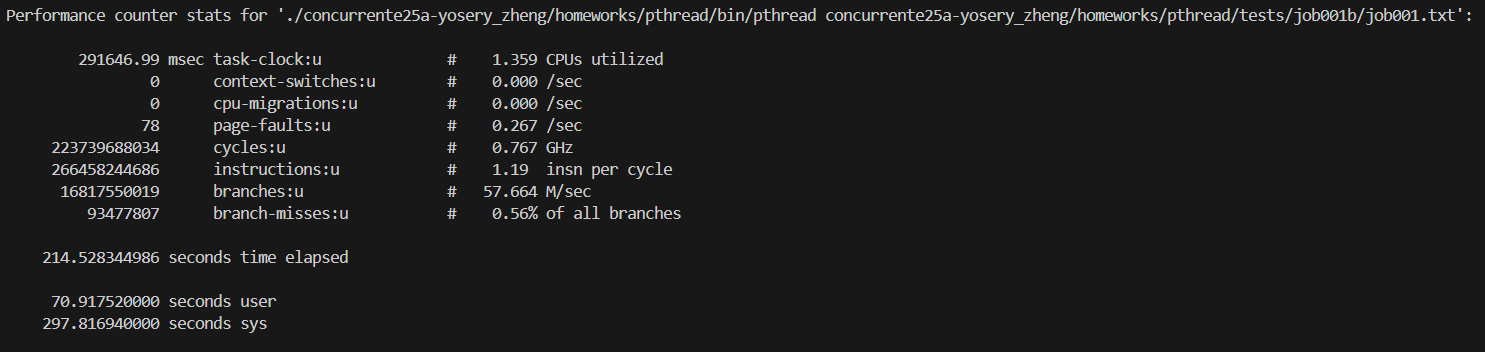 Performance counter stats for './concurrente25a-yosery_zheng/homeworks/pthread/bin/pthread concurrente25a-yosery_zheng/homeworks/pthread/tests/job001b/job001.txt':
291646.99 msec task-clock:u # 1.359 CPUs utilized
0 context-switches:u # 0.000 /sec
0 cpu-migrations:u # 0.000 /sec
78 page-faults:u # 0.267 /sec
223739688034 cycles:u # 0.767 GHz
266458244686 instructions:u # 1.19 insn per cycle
16817550019 branches:u # 57.664 M/sec
93477807 branch-misses:u # 0.56% of all branches
214.528344986 seconds time elapsed
70.917520000 seconds user
297.816940000 seconds sys